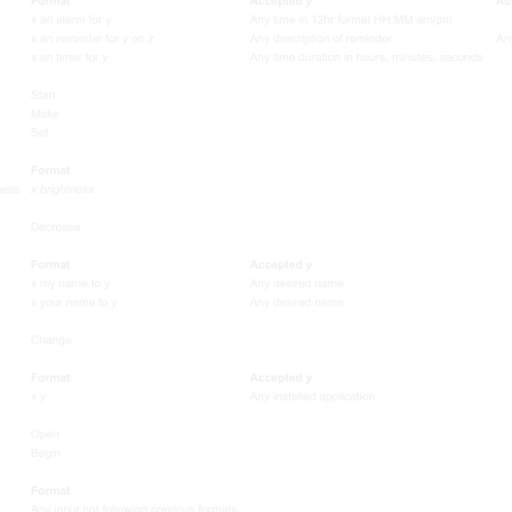 Format Accepted y
x an alarm for y Any time in 12hr format HH:MM am/pm
x an reminder for y on z Any description of reminder
x an timer for y Any time duration in hours, minutes, seconds
Start
Make
Set
Format
x brightness
Decrease
Format Accepted y
x my name to y Any desired name
x your name to y Any desired name
Change
Format Accepted y
x y Any installed application
Open
Begin
Format
Any input not following previous formats